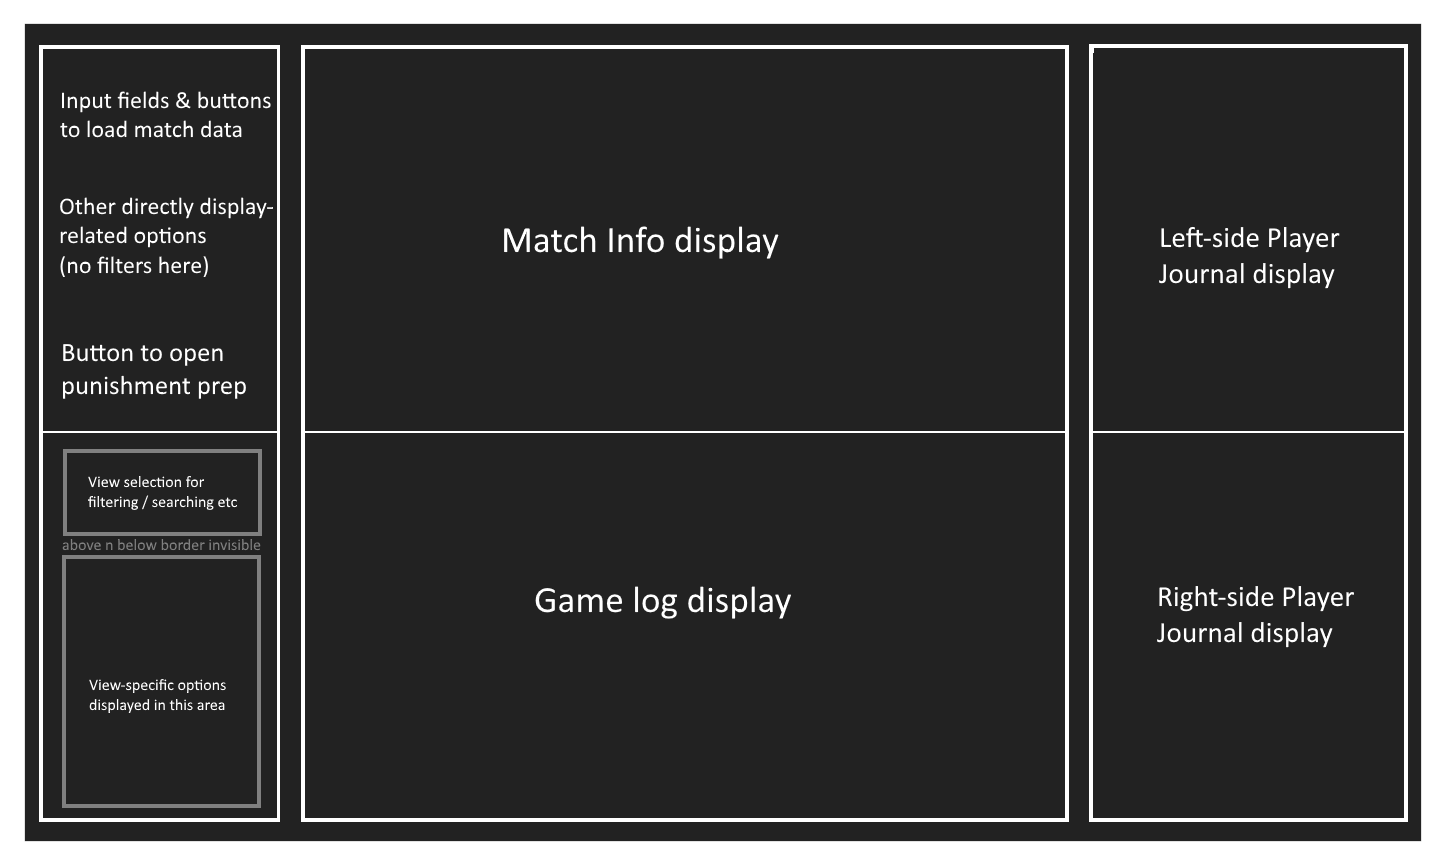 Input fields & buttons
to load match data
Other directly display-
related options
(no filters here)
Button to open
punishment prep
View selection for
filtering / searching etc
above n below border invisible
View-specific options
displayed in this area
Match Info display
Game log display
Left-side Player
Journal display
Right-side Player
Journal display